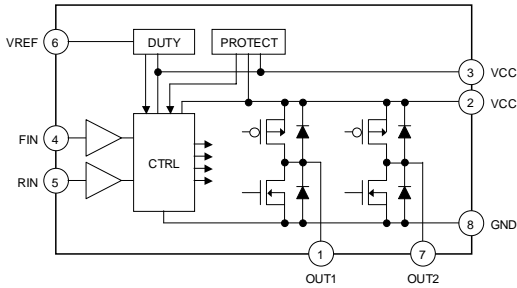 VREF 6 DUTY PROTECT
3 VCC
2 VCC
FIN 4
CTRL
RIN 5
8 GND
1 7
OUT1 OUT2